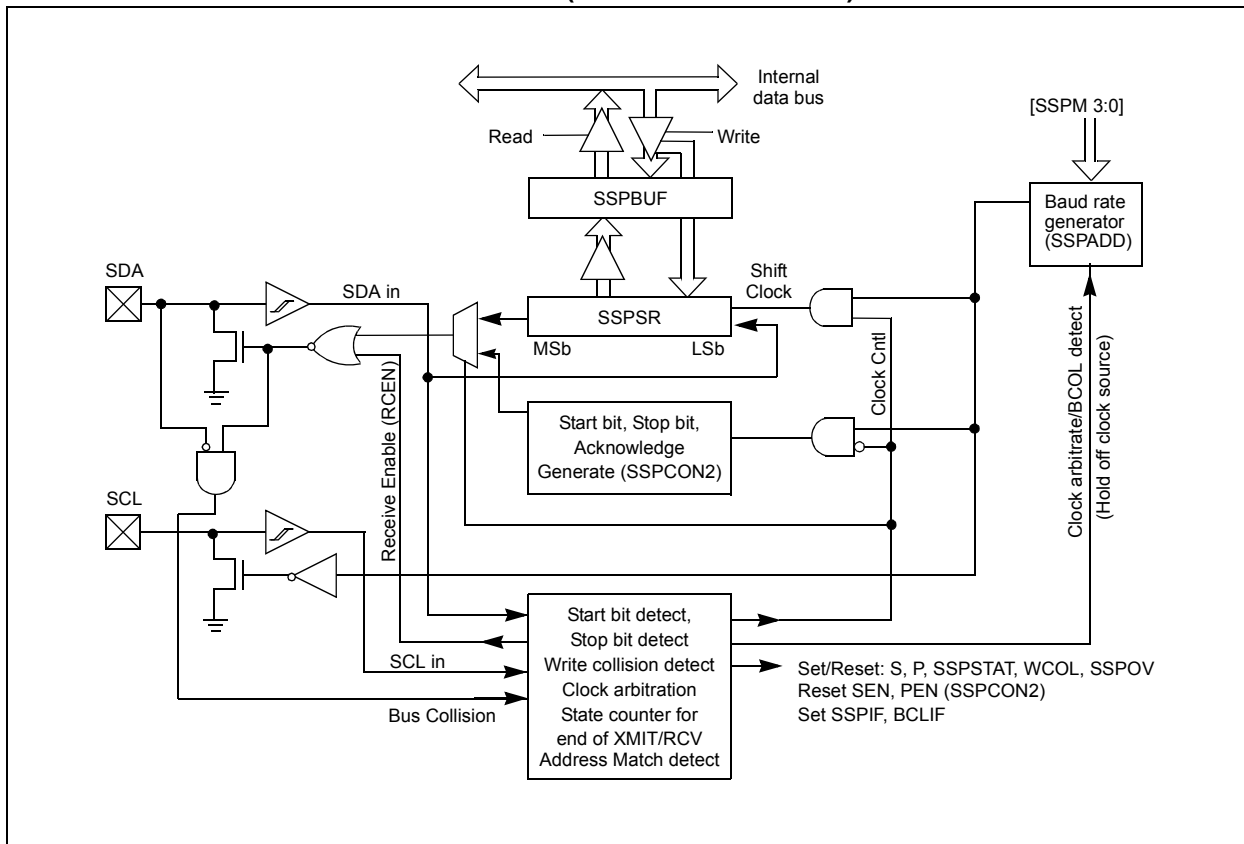 Internal
data bus
[SSPM 3:0]
Read
Write
SSPBUF
Baud rate
generator
(SSPADD)
SDA
Shift
Clock
SDA in
SSPSR
MSb
LSb
Receive Enable (RCEN)
Clock Cntl
Clock arbitrate/BCOL detect
(Hold off clock source)
Start bit, Stop bit,
Acknowledge
Generate (SSPCON2)
SCL
SCL in
Bus Collision
Start bit detect,
Stop bit detect
Write collision detect
Clock arbitration
State counter for
end of XMIT/RCV
Address Match detect
Set/Reset: S, P, SSPSTAT, WCOL, SSPOV
Reset SEN, PEN (SSPCON2)
Set SSPIF, BCLIF